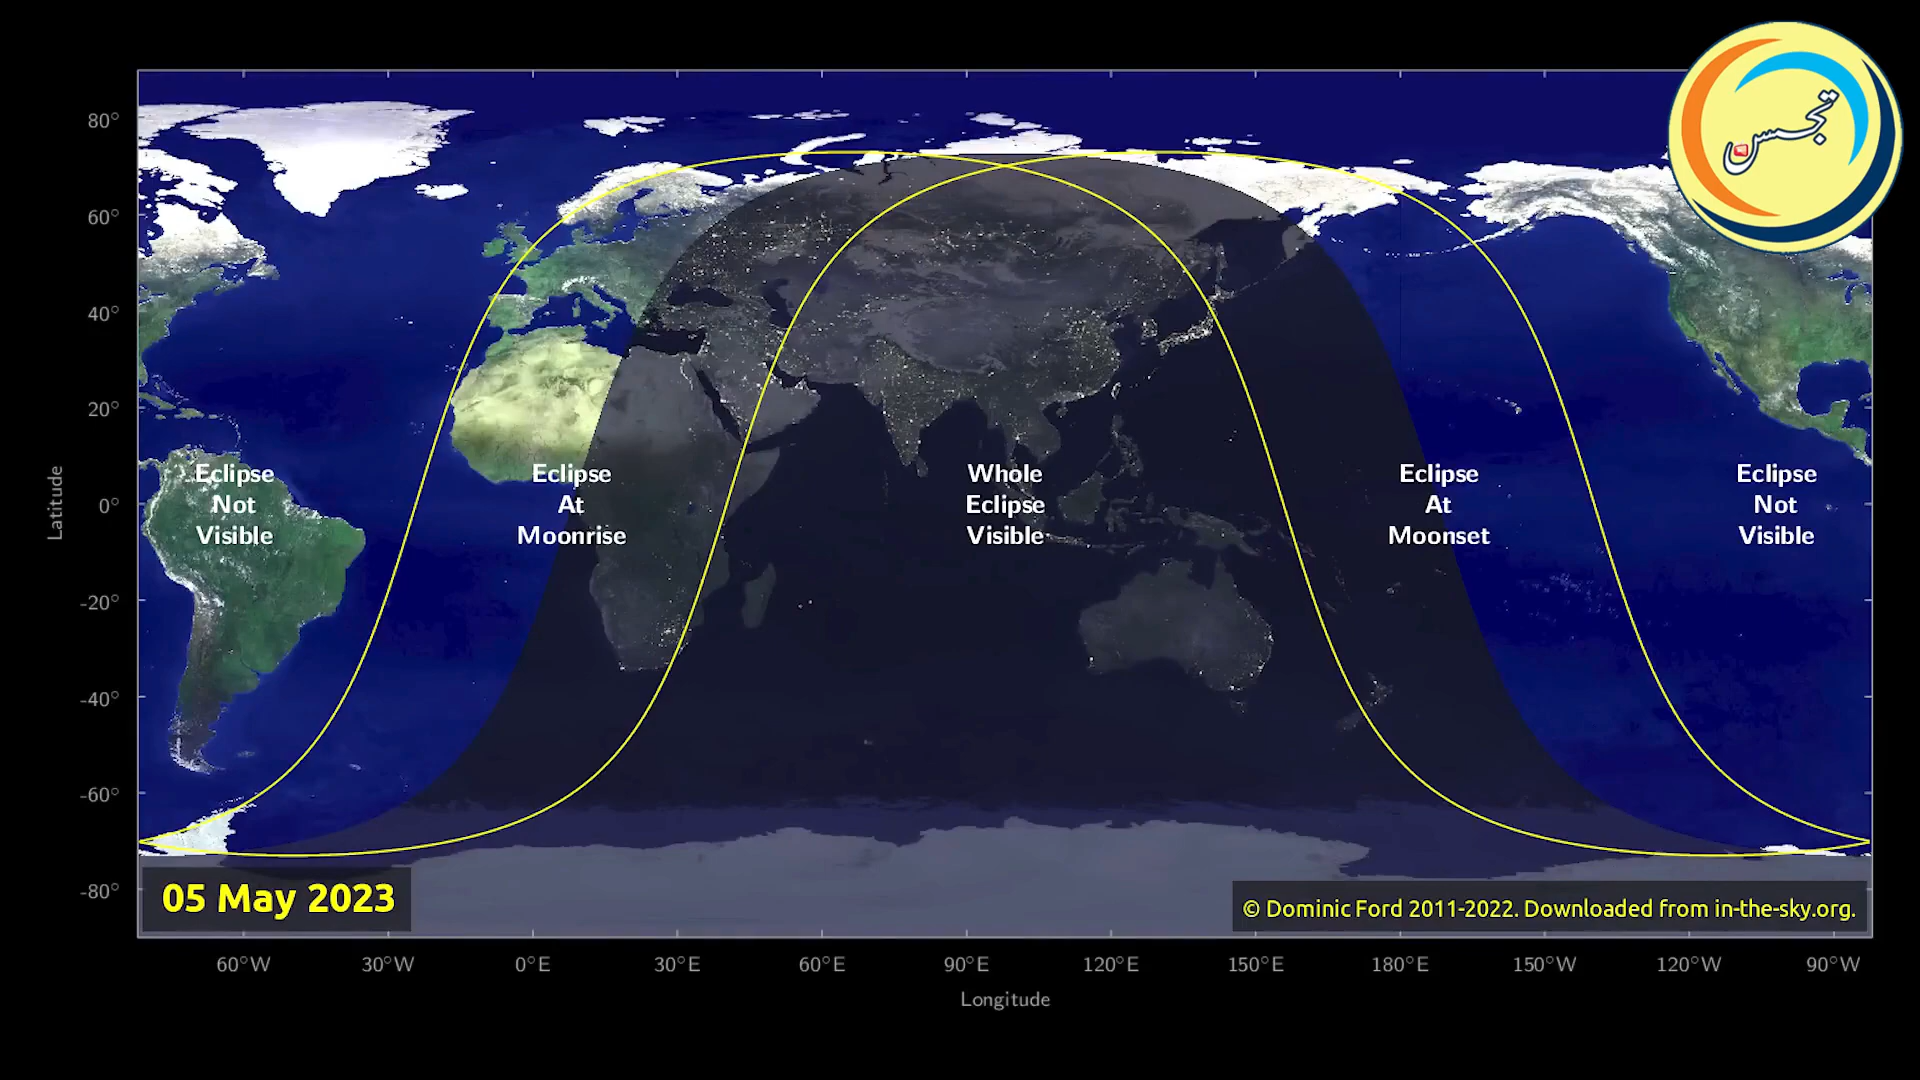 تجسس
80°
60°
40°
20°
0°
-20°
-40°
-60°
-80°
Latitude
Eclipse
Not
Visible
Eclipse
At
Moonrise
Whole
Eclipse
Visible
Eclipse
At
Moonset
Eclipse
Not
Visible
05 May 2023
© Dominic Ford 2011-2022. Downloaded from in-the-sky.org.
60°W 30°W 0°E 30°E 60°E 90°E 120°E 150°E 180°E 150°W 120°W 90°W
Longitude